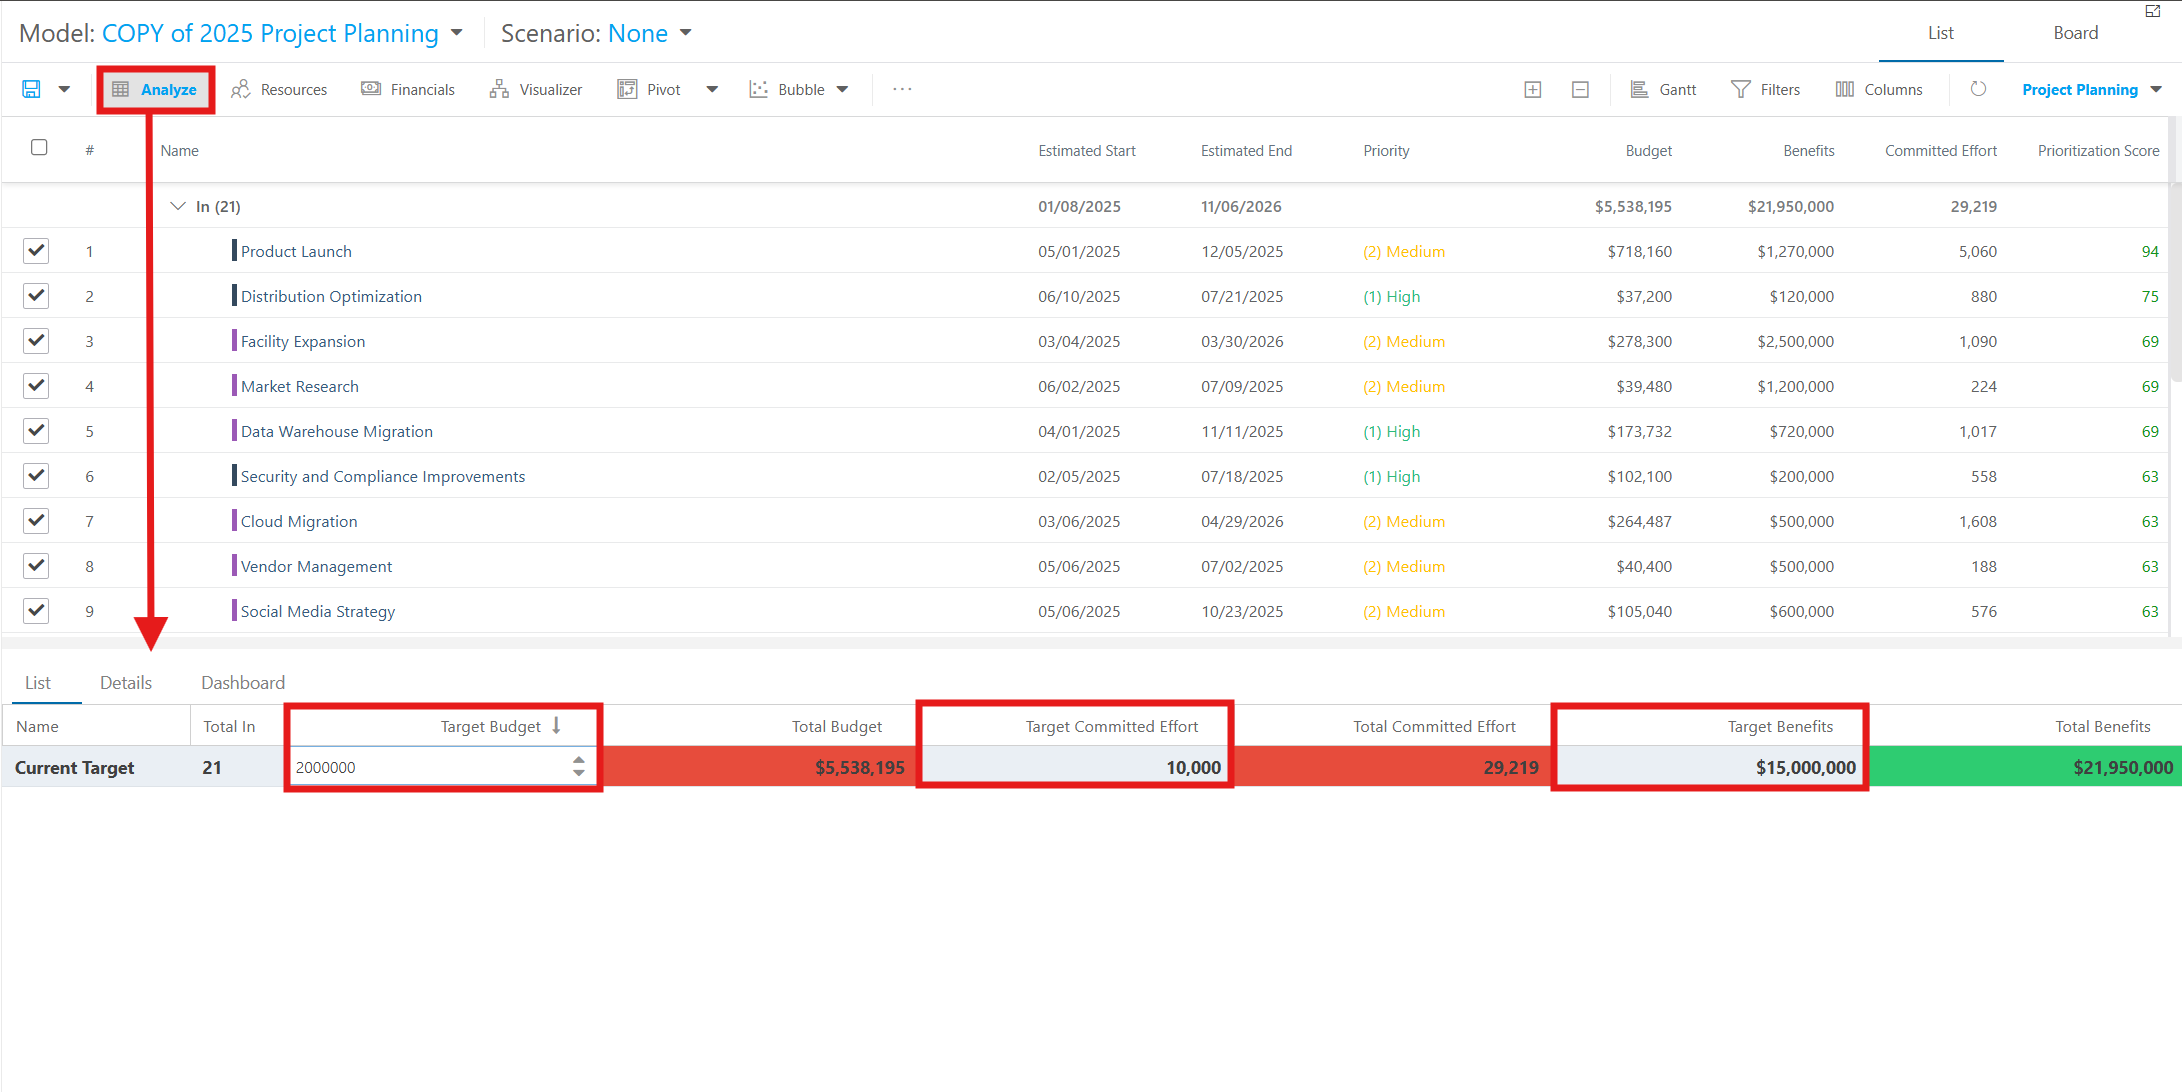 Model: COPY of 2025 Project Planning Scenario: None List Board
Analyze Resources Financials Visualizer Pivot Bubble ... Gantt Filters Columns Project Planning
# Name Estimated Start Estimated End Priority Budget Benefits Committed Effort Prioritization Score
In (21) 01/08/2025 11/06/2026 $5,538,195 $21,950,000 29,219
1 Product Launch 05/01/2025 12/05/2025 (2) Medium $718,160 $1,270,000 5,060 94
2 Distribution Optimization 06/10/2025 07/21/2025 (1) High $37,200 $120,000 880 75
3 Facility Expansion 03/04/2025 03/30/2026 (2) Medium $278,300 $2,500,000 1,090 69
4 Market Research 06/02/2025 07/09/2025 (2) Medium $39,480 $1,200,000 224 69
5 Data Warehouse Migration 04/01/2025 11/11/2025 (1) High $173,732 $720,000 1,017 69
6 Security and Compliance Improvements 02/05/2025 07/18/2025 (1) High $102,100 $200,000 558 63
7 Cloud Migration 03/06/2025 04/29/2026 (2) Medium $264,487 $500,000 1,608 63
8 Vendor Management 05/06/2025 07/02/2025 (2) Medium $40,400 $500,000 188 63
9 Social Media Strategy 05/06/2025 10/23/2025 (2) Medium $105,040 $600,000 576 63
List Details Dashboard
Name Total In Target Budget Total Budget Target Committed Effort Total Committed Effort Target Benefits Total Benefits
Current Target 21 2000000 $5,538,195 10,000 29,219 $15,000,000 $21,950,000